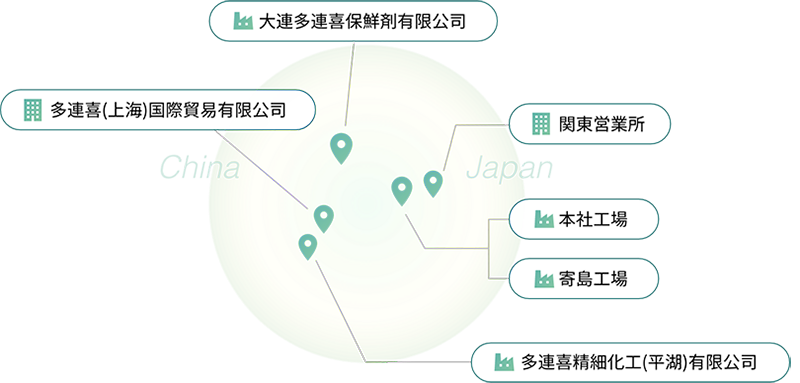 大連多連喜保鮮剤有限公司
多連喜(上海)国際貿易有限公司
関東営業所
China
Japan
本社工場
寄島工場
多連喜精細化工(平湖)有限公司